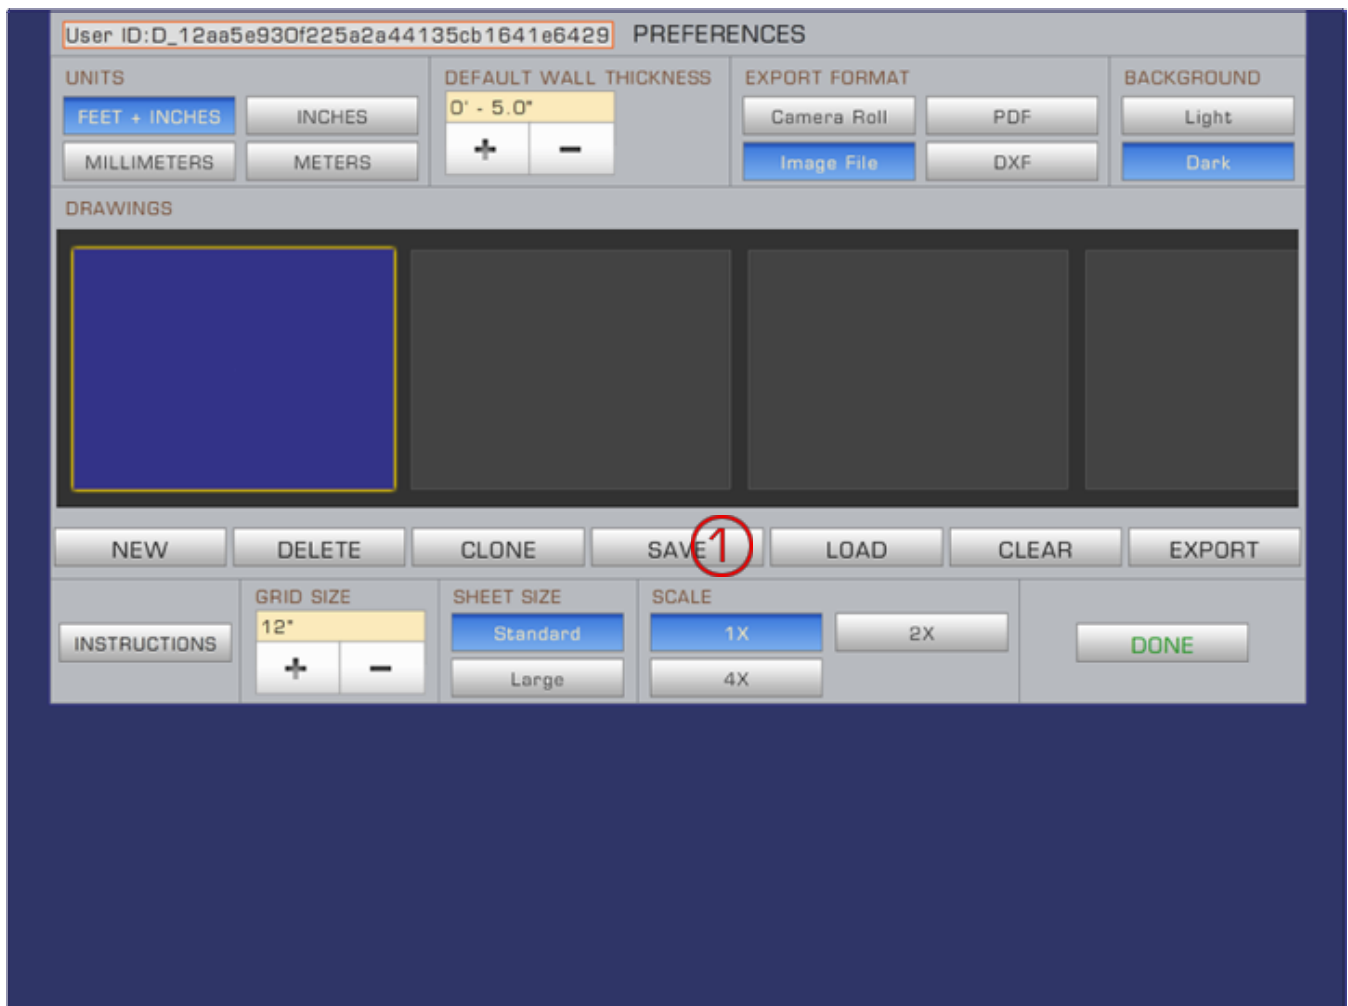 User ID:D_12aa5e930f225a2a44135cb1641e6429 PREFERENCES
UNITS DEFAULT WALL THICKNESS EXPORT FORMAT BACKGROUND
FEET + INCHES INCHES 0' - 5.0" Camera Roll PDF Light
+ −
MILLIMETERS METERS Image File DXF Dark
DRAWINGS
NEW DELETE CLONE SAVE 1 LOAD CLEAR EXPORT
GRID SIZE SHEET SIZE SCALE
INSTRUCTIONS 12" Standard 1X 2X DONE
+ − Large 4X